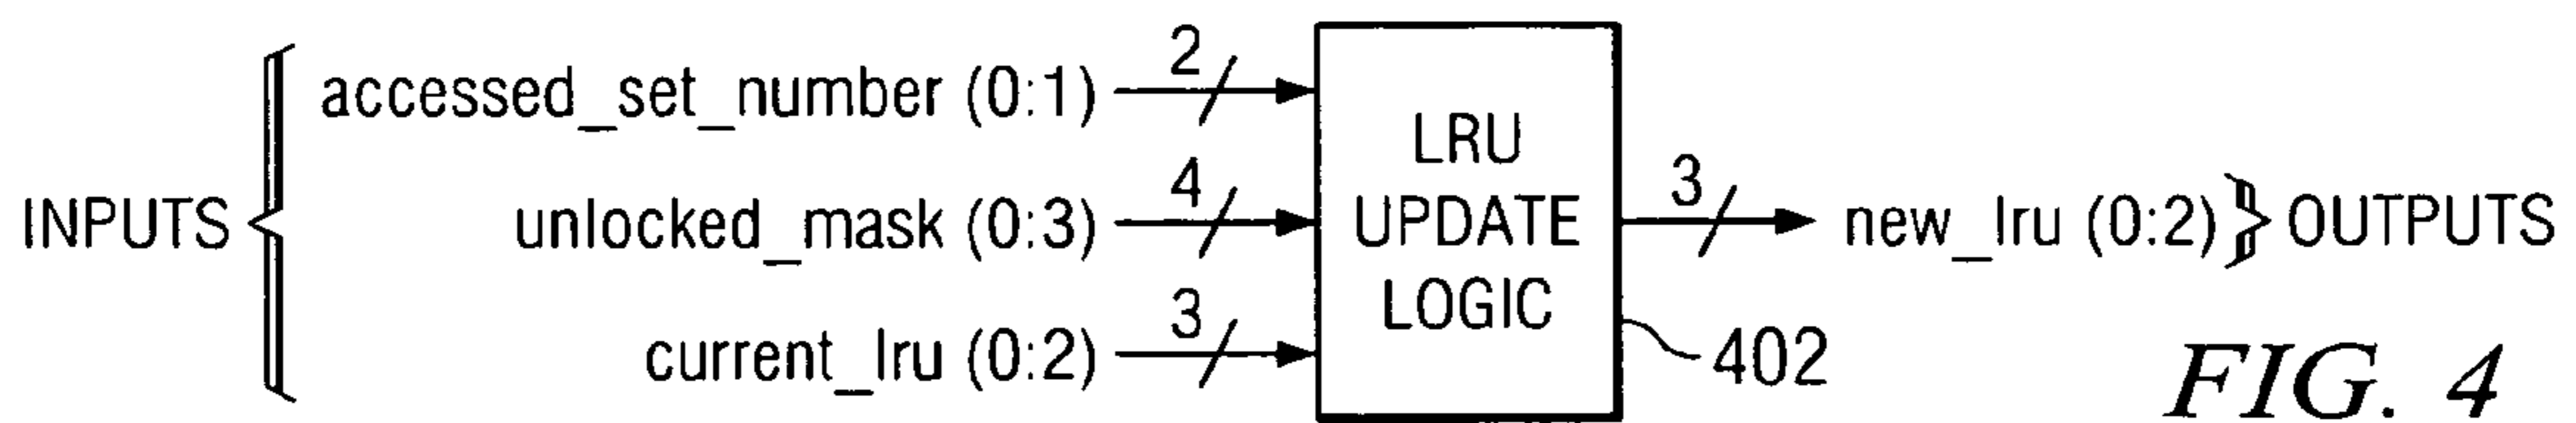 INPUTS
accessed_set_number (0:1)
2
unlocked_mask (0:3)
4
current_lru (0:2)
3
LRU
UPDATE
LOGIC
402
3
new_lru (0:2)
OUTPUTS
FIG. 4